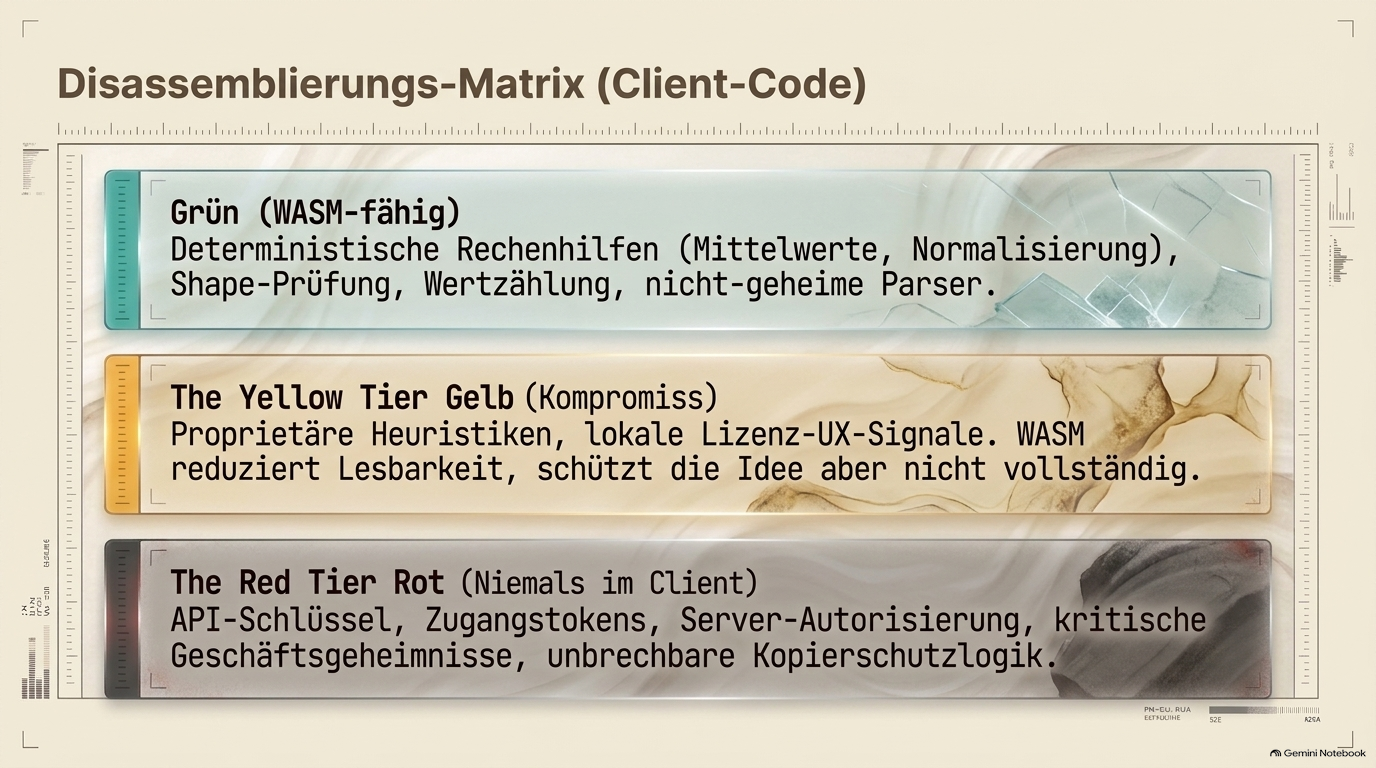 Disassemblierungs-Matrix (Client-Code)
Grün (WASM-fähig)
Deterministische Rechenhilfen (Mittelwerte, Normalisierung),
Shape-Prüfung, Wertzählung, nicht-geheime Parser.
The Yellow Tier Gelb (Kompromiss)
Proprietäre Heuristiken, lokale Lizenz-UX-Signale. WASM
reduziert Lesbarkeit, schützt die Idee aber nicht vollständig.
The Red Tier Rot (Niemals im Client)
API-Schlüssel, Zugangstokens, Server-Autorisierung, kritische
Geschäftsgeheimnisse, unbrechbare Kopierschutzlogik.
Gemini Notebook